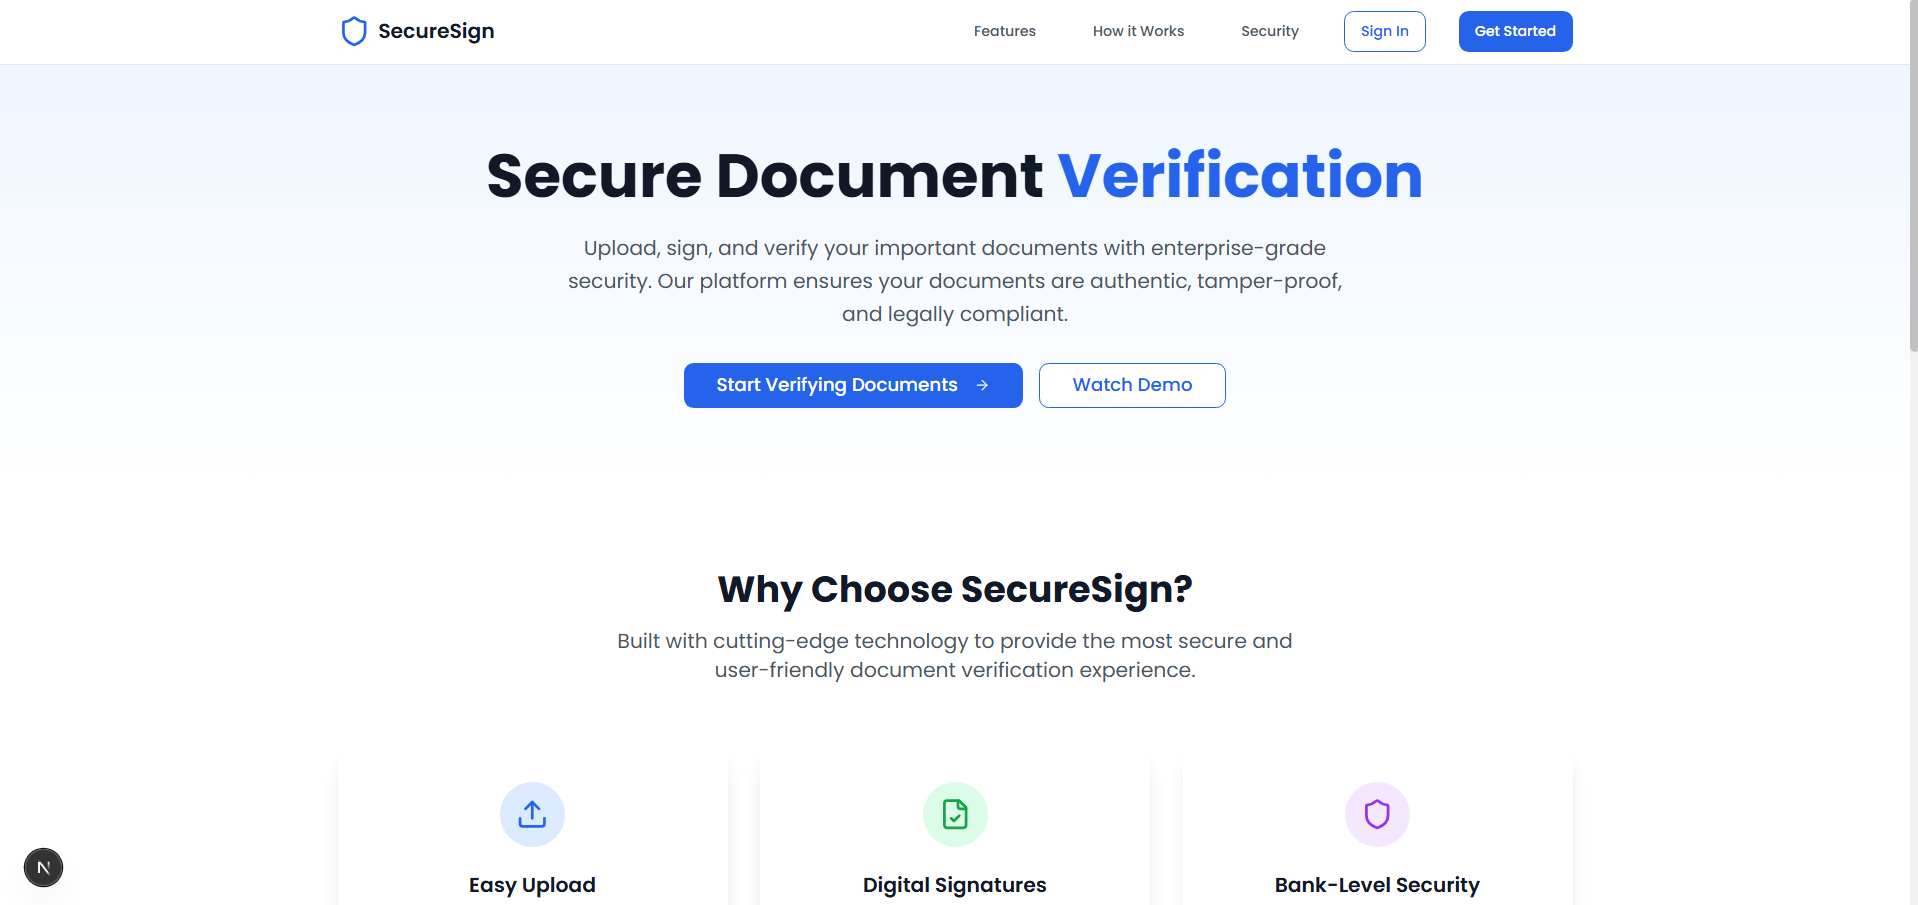 SecureSign
Features
How it Works
Security
Sign In
Get Started
Secure Document Verification
Upload, sign, and verify your important documents with enterprise-grade
security. Our platform ensures your documents are authentic, tamper-proof,
and legally compliant.
Start Verifying Documents →
Watch Demo
Why Choose SecureSign?
Built with cutting-edge technology to provide the most secure and
user-friendly document verification experience.
Easy Upload
Digital Signatures
Bank-Level Security
N